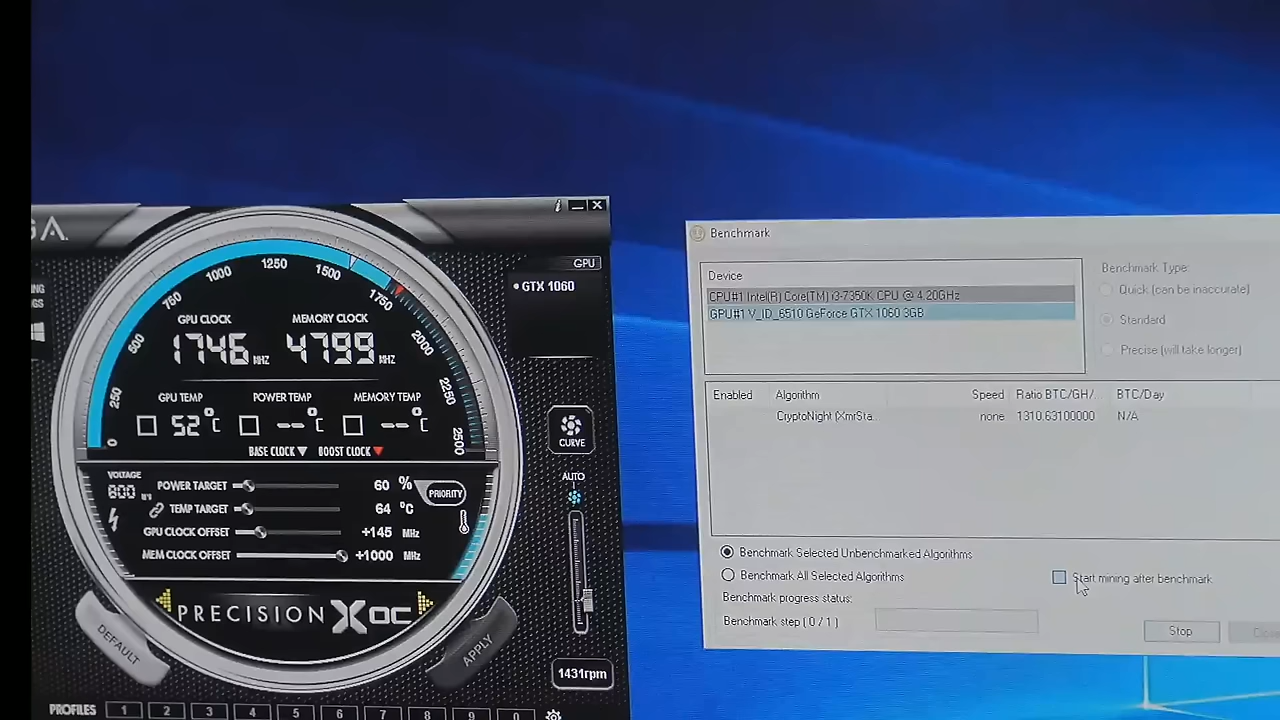 GA.
i
GPU
• GTX 1060
0 250 500 750 1000 1250 1500 1750 2000 2250 2500
GPU CLOCK MEMORY CLOCK
1746 MHZ 4799 MHZ
GPU TEMP POWER TEMP MEMORY TEMP
52°C --°C --°C
BASE CLOCK BOOST CLOCK
CURVE
AUTO
VOLTAGE
800
POWER TARGET 60 %
PRIORITY
TEMP TARGET 64 °C
GPU CLOCK OFFSET +145 MHz
MEM CLOCK OFFSET +1000 MHz
PRECISION XOC
DEFAULT
APPLY
1431rpm
PROFILES 1 2 3 4 5 6 7 8 9 0
Benchmark
Device
CPU#1 Intel(R) Core(TM) i3-7350K CPU @ 4.20GHz
GPU#1 V_ID_6510 GeForce GTX 1060 3GB
Benchmark Type:
Quick (can be inaccurate)
Standard
Precise (will take longer)
Enabled Algorithm Speed Ratio BTC/GH/ BTC/Day
CryptoNight (XmrSta... none 1310.63100000 N/A
Benchmark Selected Unbenchmarked Algorithms
Benchmark All Selected Algorithms
Start mining after benchmark
Benchmark progress status:
Benchmark step ( 0 / 1 )
Stop